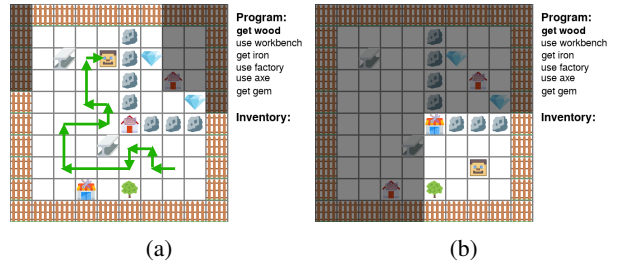 Program:
get wood
use workbench
get iron
use factory
use axe
get gem
Inventory:
(a)
Program:
get wood
use workbench
get iron
use factory
use axe
get gem
Inventory:
(b)